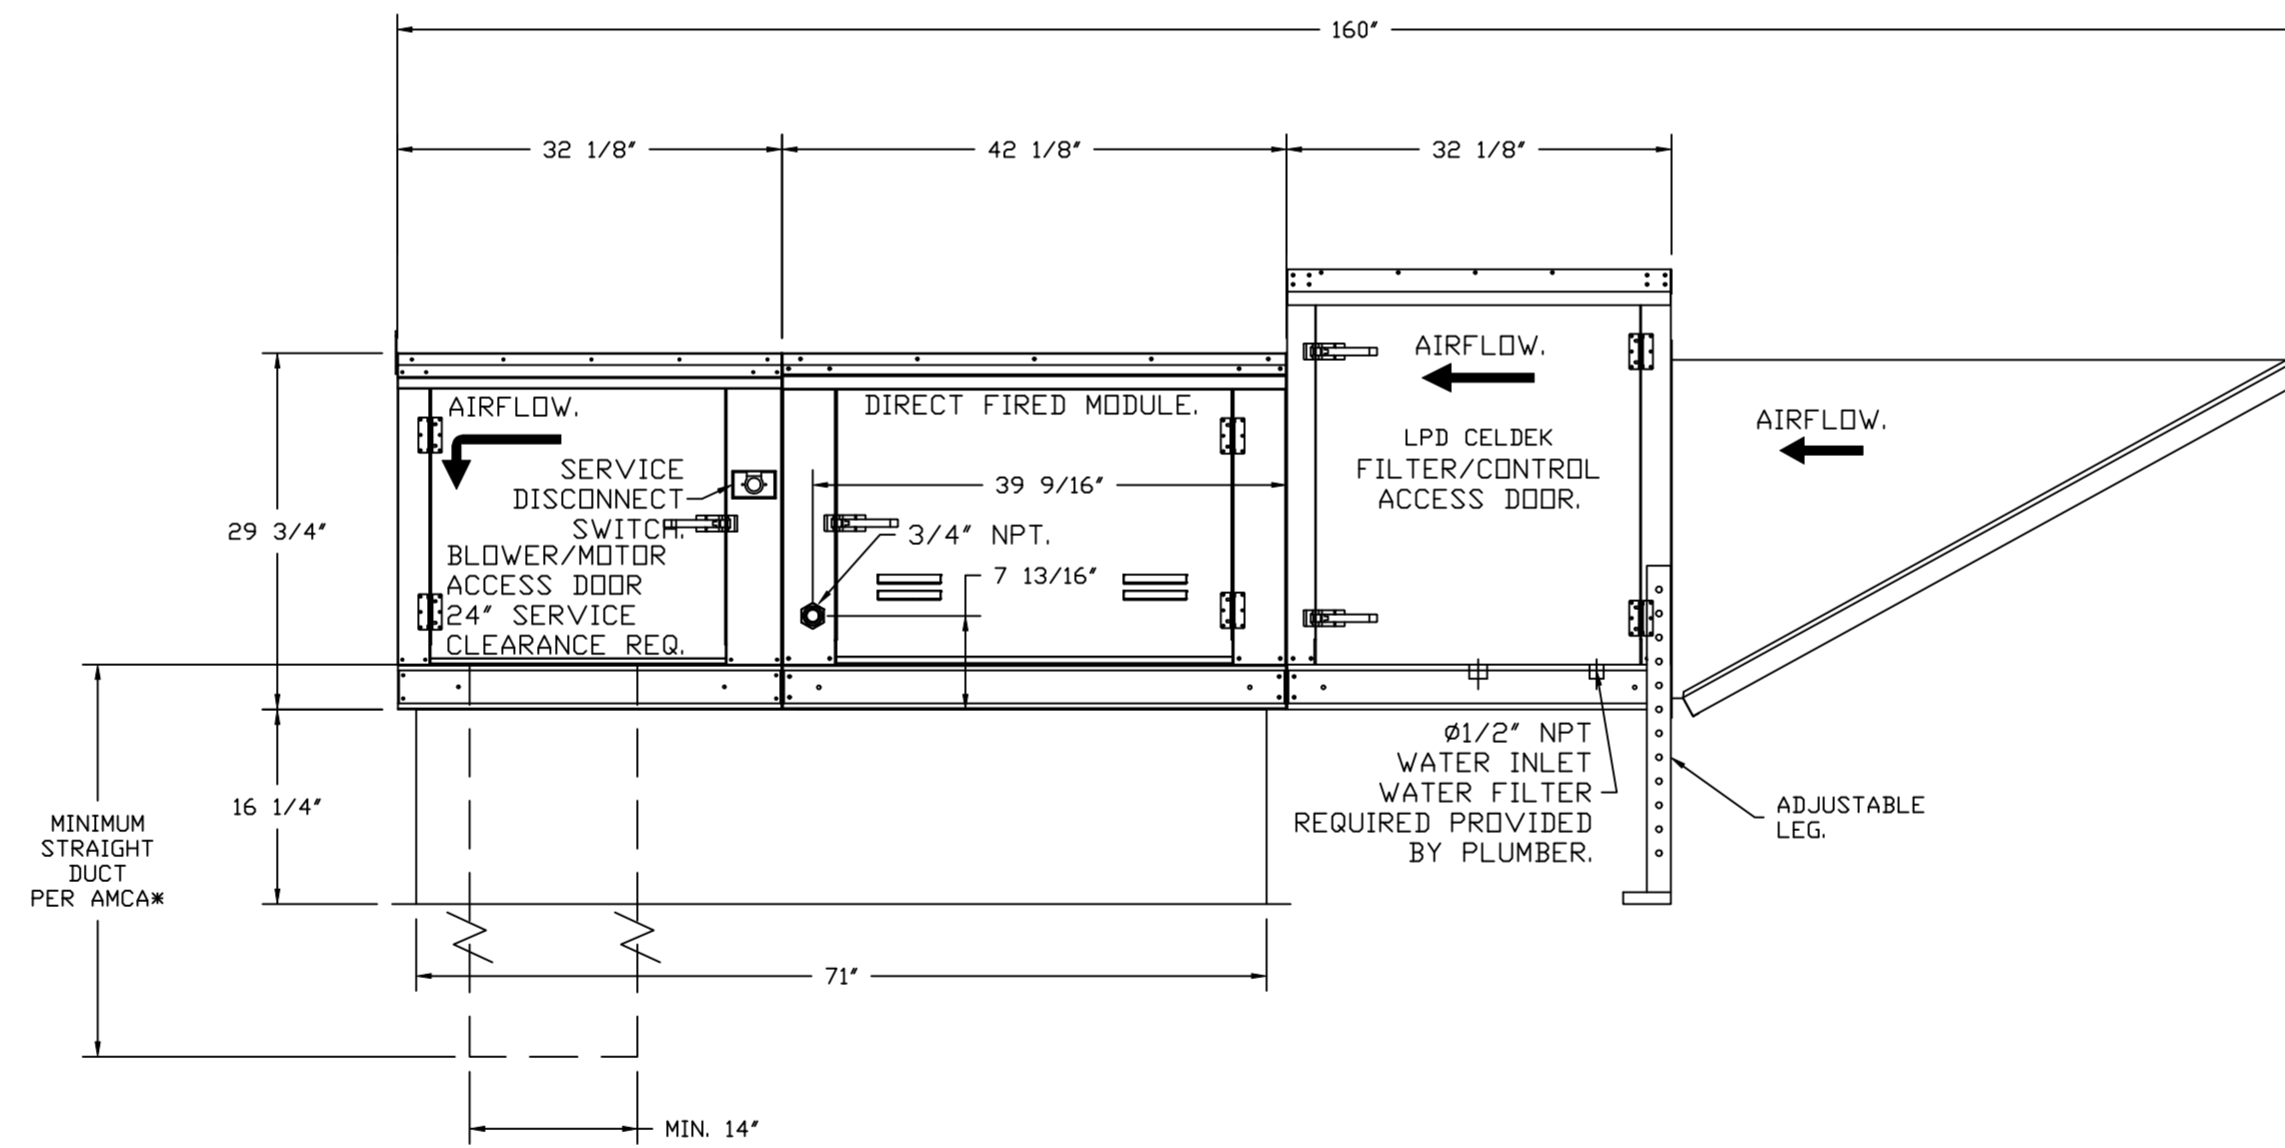 160"
32 1/8"
42 1/8"
32 1/8"
AIRFLOW.
DIRECT FIRED MODULE.
AIRFLOW.
LPD CELDEK
FILTER/CONTROL
ACCESS DOOR.
AIRFLOW.
SERVICE
DISCONNECT
SWITCH.
BLOWER/MOTOR
ACCESS DOOR
24" SERVICE
CLEARANCE REQ.
39 9/16"
3/4" NPT.
7 13/16"
29 3/4"
16 1/4"
MINIMUM
STRAIGHT
DUCT
PER AMCA*
Ø1/2" NPT
WATER INLET
WATER FILTER
REQUIRED PROVIDED
BY PLUMBER.
ADJUSTABLE
LEG.
71"
MIN. 14"